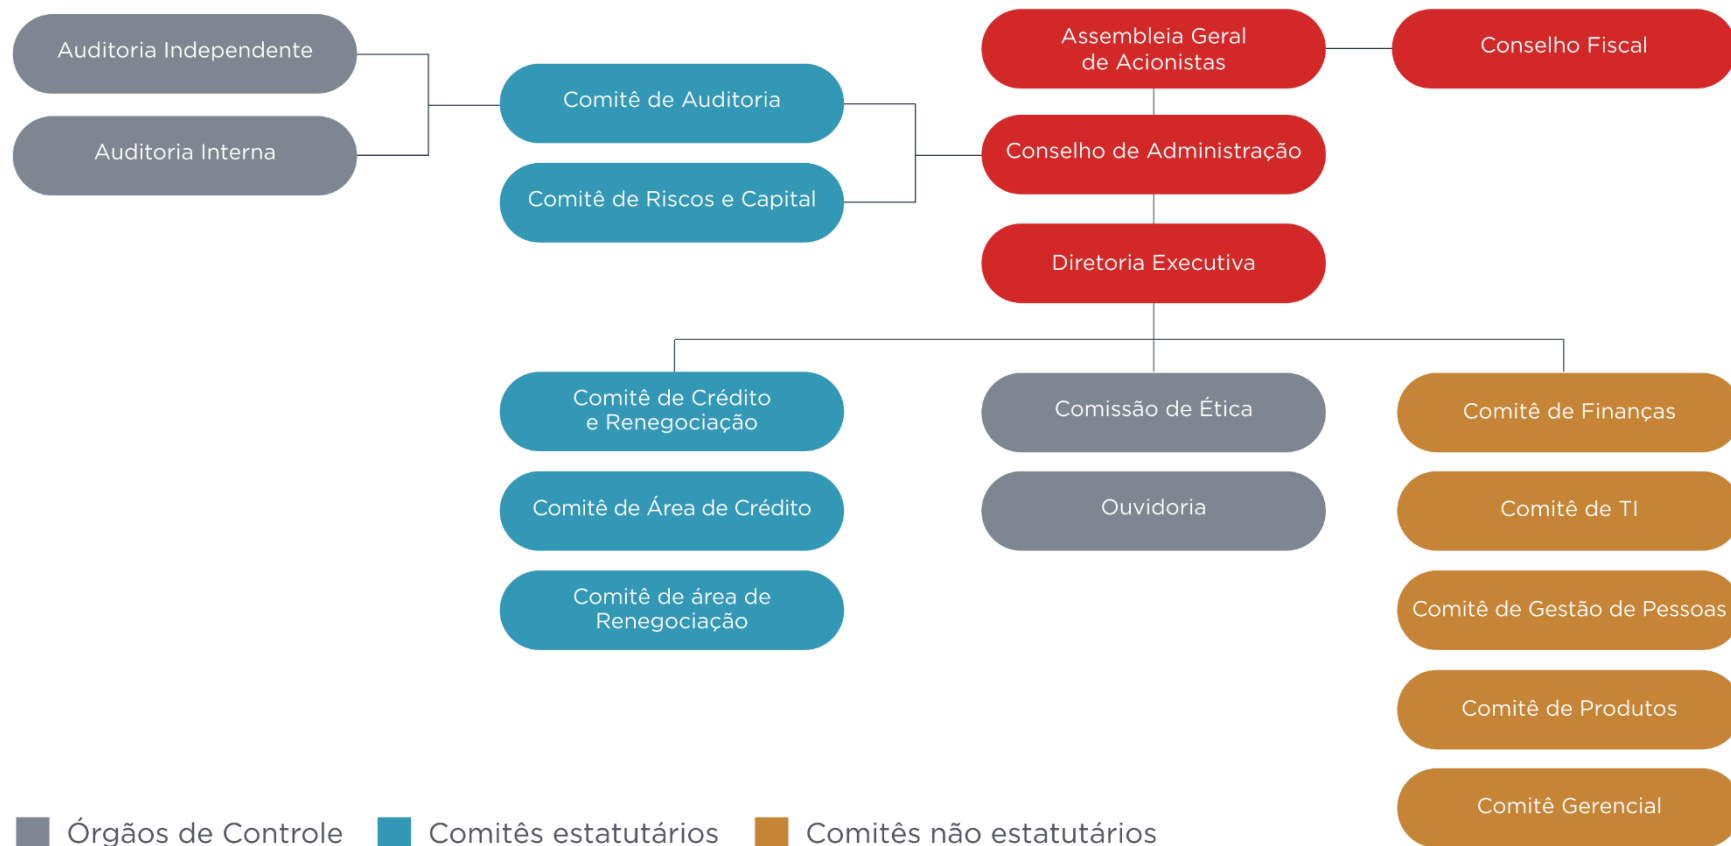 Auditoria Independente
Auditoria Interna
Comitê de Auditoria
Comitê de Riscos e Capital
Assembleia Geral
de Acionistas
Conselho Fiscal
Conselho de Administração
Diretoria Executiva
Comitê de Crédito
e Renegociação
Comitê de Área de Crédito
Comitê de área de
Renegociação
Comissão de Ética
Ouvidoria
Comitê de Finanças
Comitê de TI
Comitê de Gestão de Pessoas
Comitê de Produtos
Comitê Gerencial
Órgãos de Controle
Comitês estatutários
Comitês não estatutários